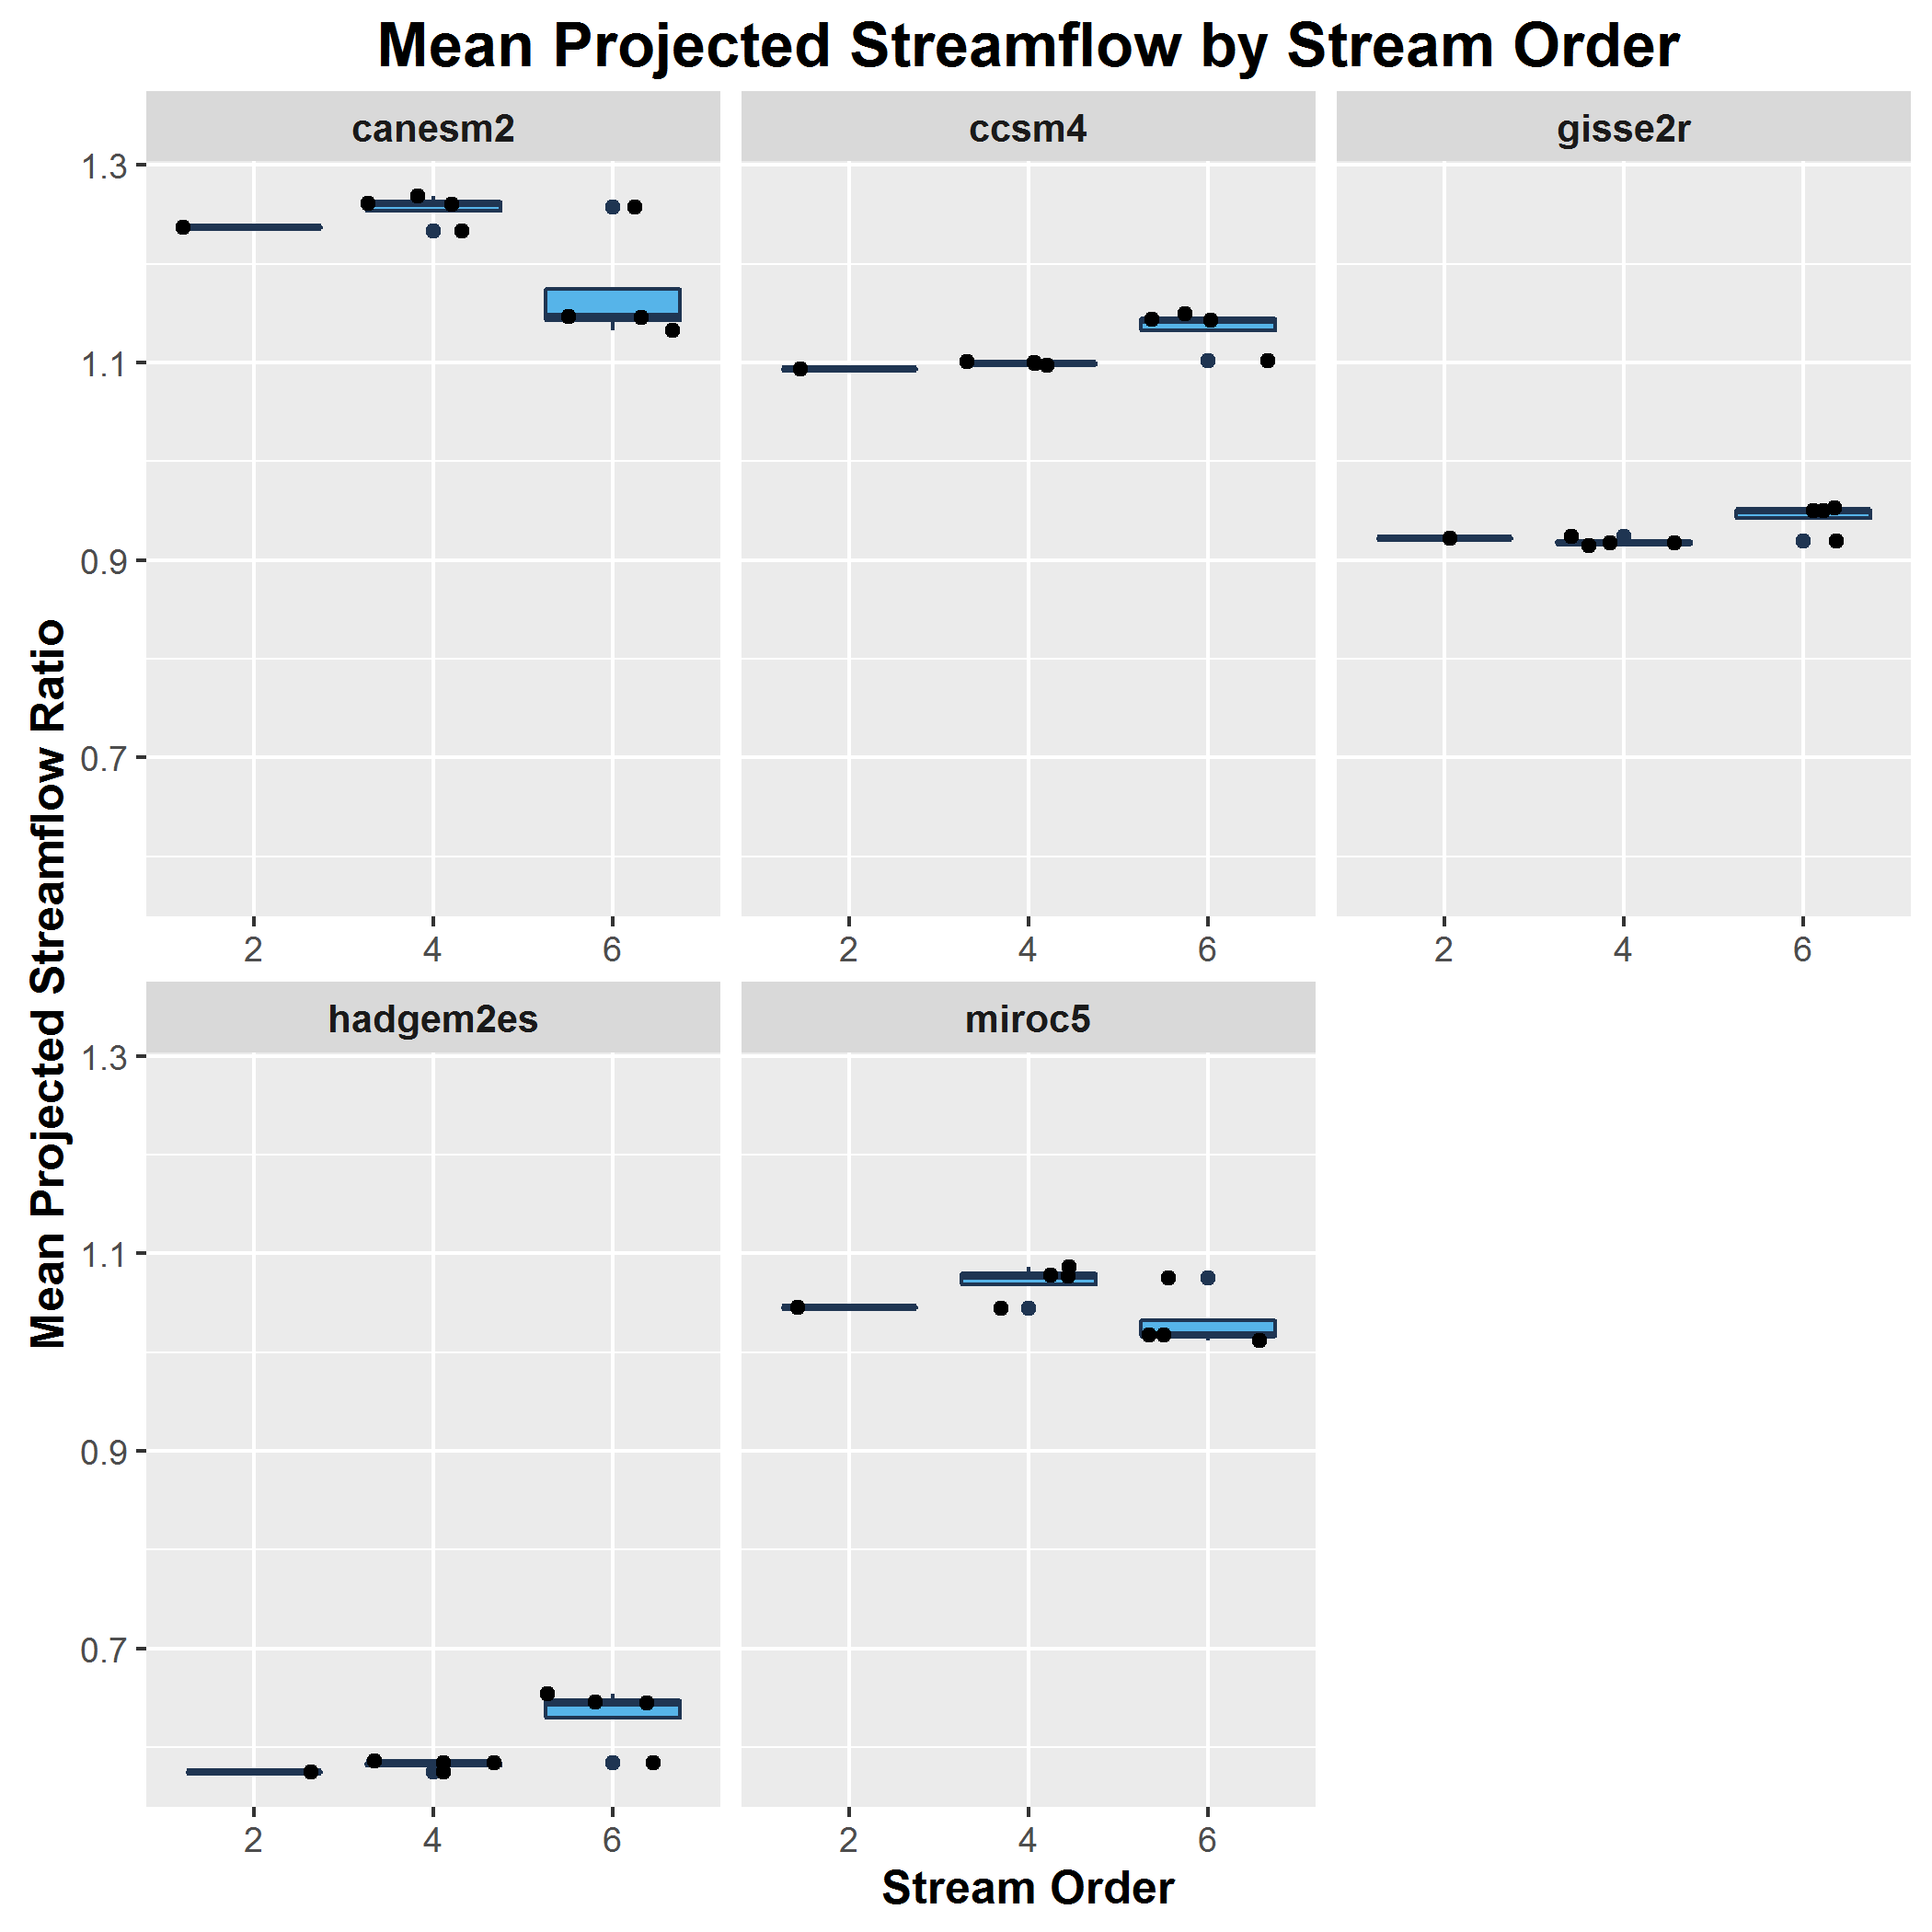 Mean Projected Streamflow by Stream Order
canesm2
ccsm4
gisse2r
1.3
1.1
0.9
0.7
2 4 6
2 4 6
2 4 6
Mean Projected Streamflow Ratio
hadgem2es
miroc5
1.3
1.1
0.9
0.7
2 4 6
2 4 6
Stream Order